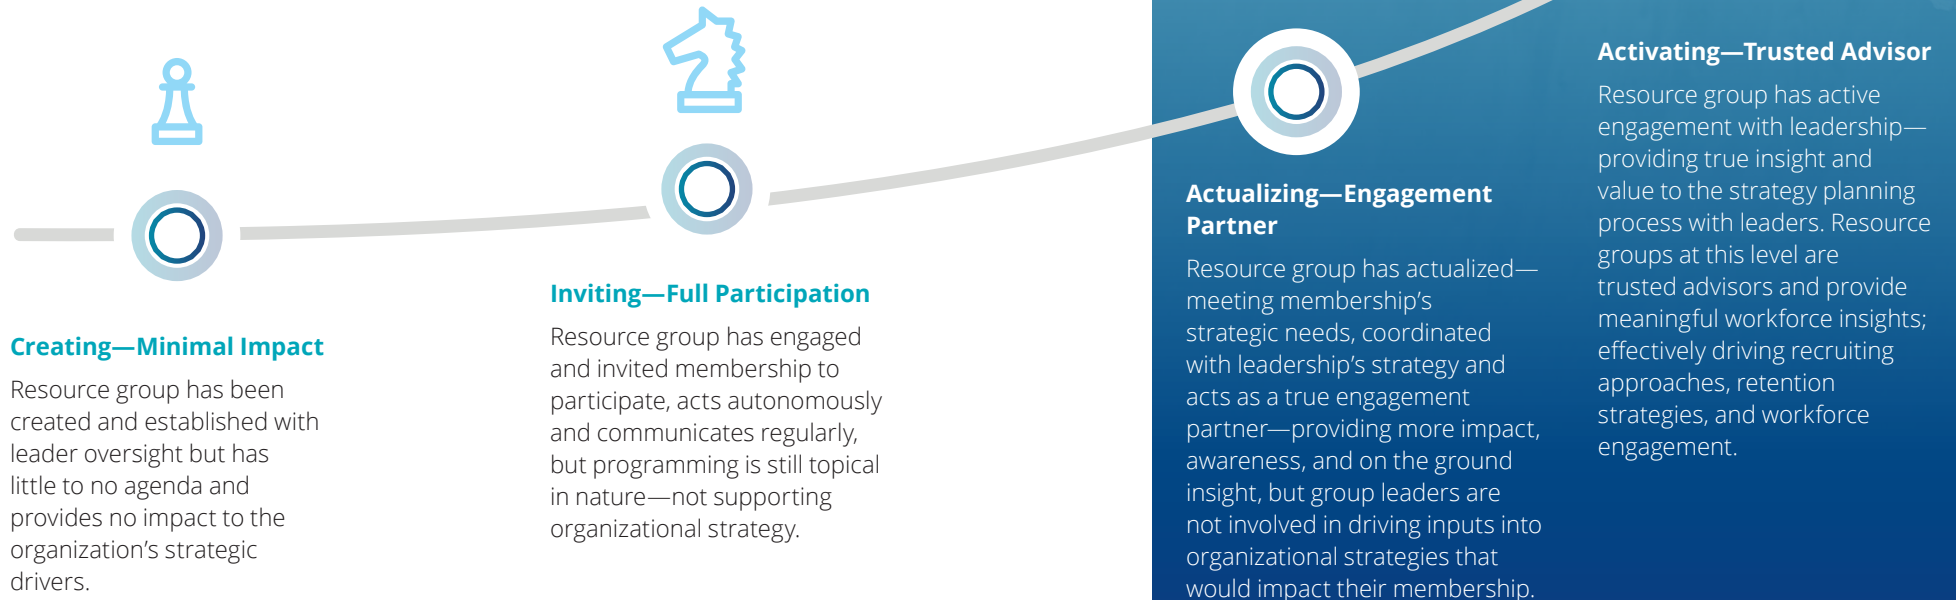 Creating—Minimal Impact
Resource group has been
created and established with
leader oversight but has
little to no agenda and
provides no impact to the
organization’s strategic
drivers.
Inviting—Full Participation
Resource group has engaged
and invited membership to
participate, acts autonomously
and communicates regularly,
but programming is still topical
in nature—not supporting
organizational strategy.
Actualizing—Engagement
Partner
Resource group has actualized—
meeting membership’s
strategic needs, coordinated
with leadership’s strategy and
acts as a true engagement
partner—providing more impact,
awareness, and on the ground
insight, but group leaders are
not involved in driving inputs into
organizational strategies that
would impact their membership.
Activating—Trusted Advisor
Resource group has active
engagement with leadership—
providing true insight and
value to the strategy planning
process with leaders. Resource
groups at this level are
trusted advisors and provide
meaningful workforce insights;
effectively driving recruiting
approaches, retention
strategies, and workforce
engagement.